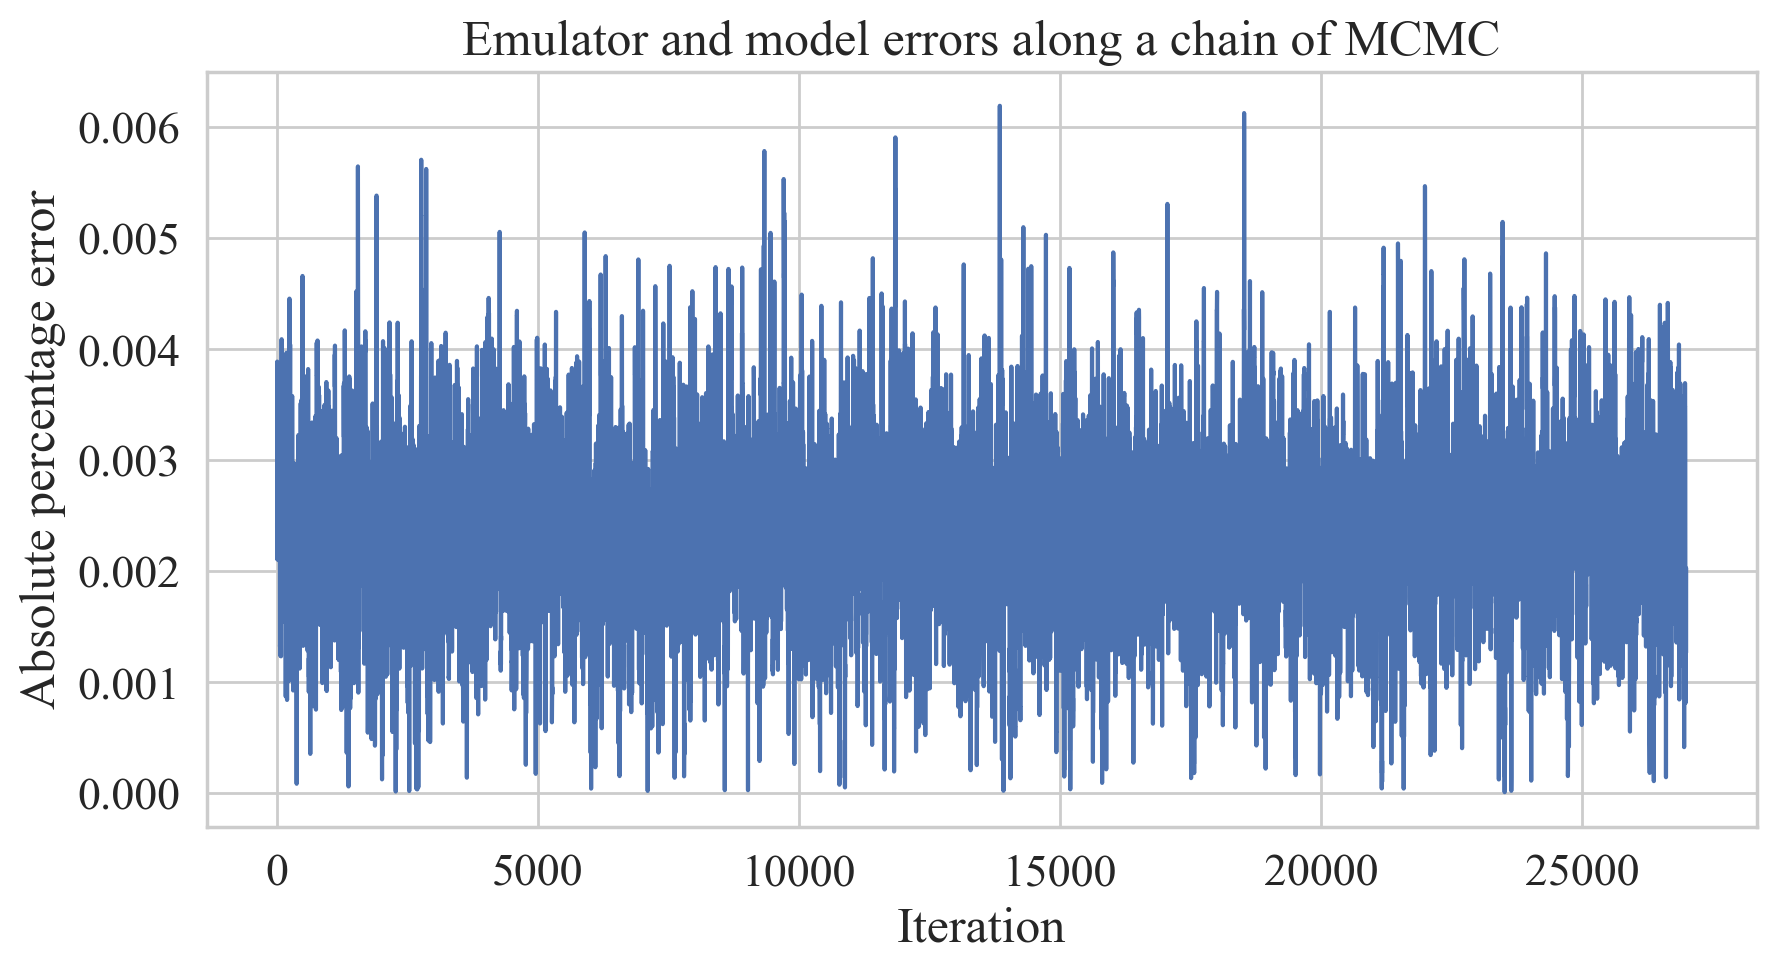 Emulator and model errors along a chain of MCMC
Absolute percentage error
0.006
0.005
0.004
0.003
0.002
0.001
0.000
0 5000 10000 15000 20000 25000
Iteration